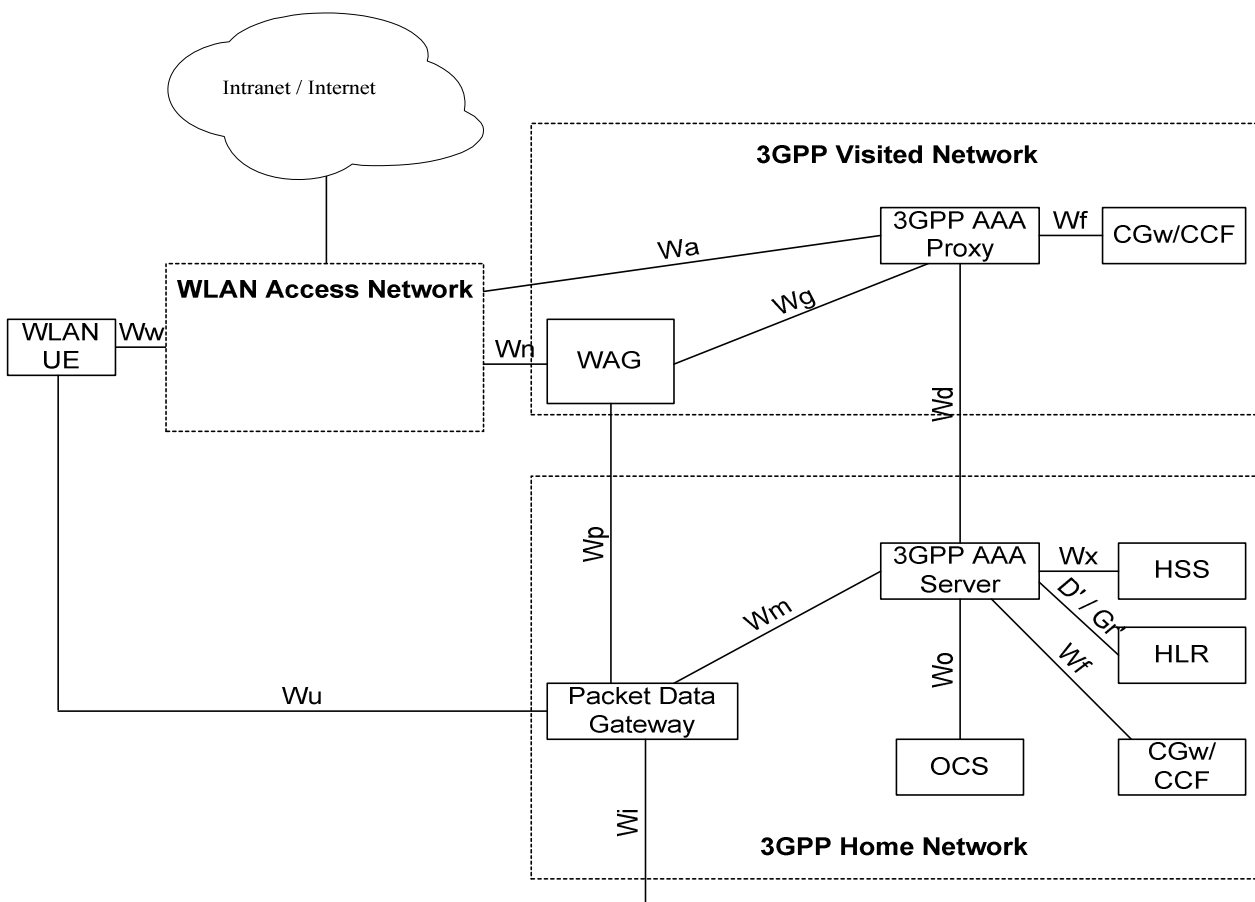 Intranet / Internet
3GPP Visited Network
3GPP AAA
Proxy
Wf
CGw/CCF
Wa
WLAN Access Network
Wg
WLAN
UE
Ww
Wn
WAG
Wd
Wp
3GPP AAA
Server
Wx
HSS
D' / Gr'
HLR
Wm
Wo
Wf
Wu
Packet Data
Gateway
OCS
CGw/
CCF
Wi
3GPP Home Network